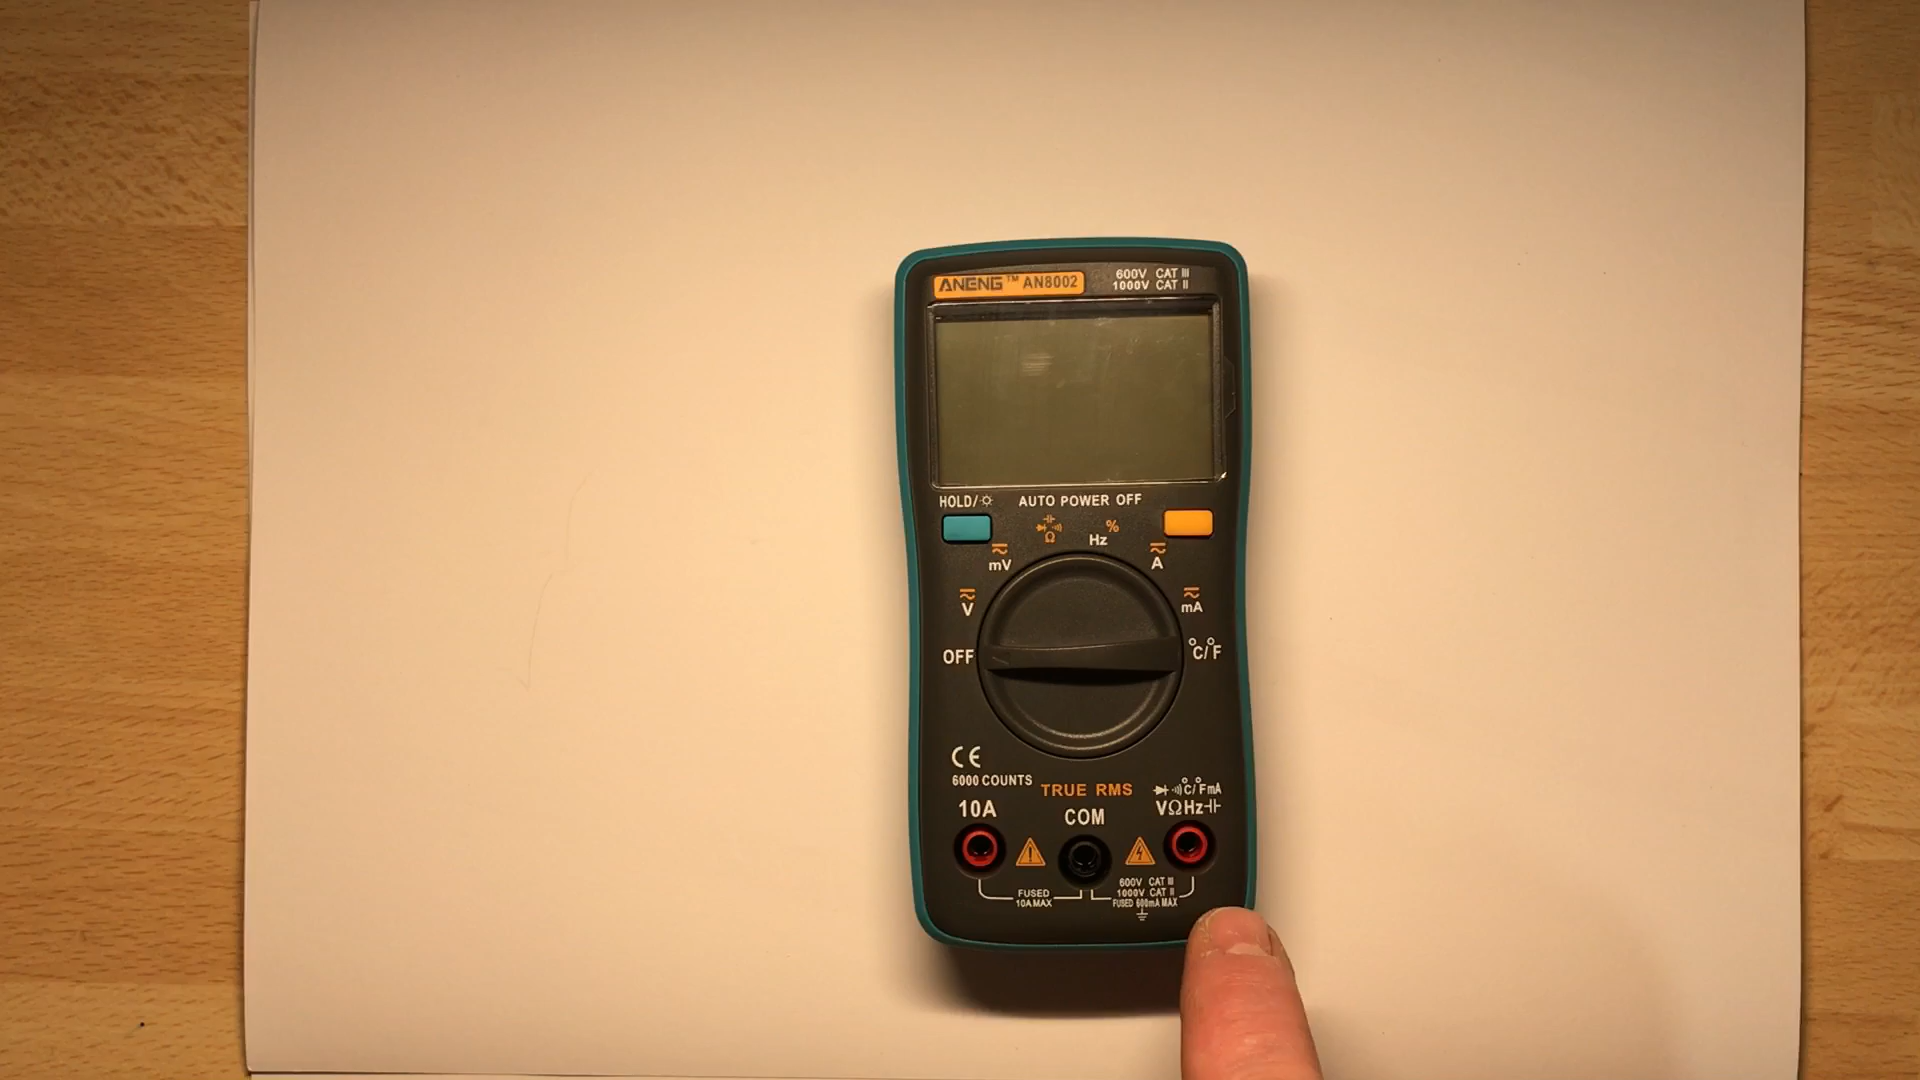 ANENG™ AN8002
600V CAT III
1000V CAT II
HOLD/
AUTO POWER OFF
Ω
%
Hz
mV
A
V
mA
OFF
°C/°F
CE
6000 COUNTS
TRUE RMS
°C/°F mA
10A
COM
VΩHz
FUSED
10A MAX
600V CAT III
1000V CAT II
FUSED 600mA MAX